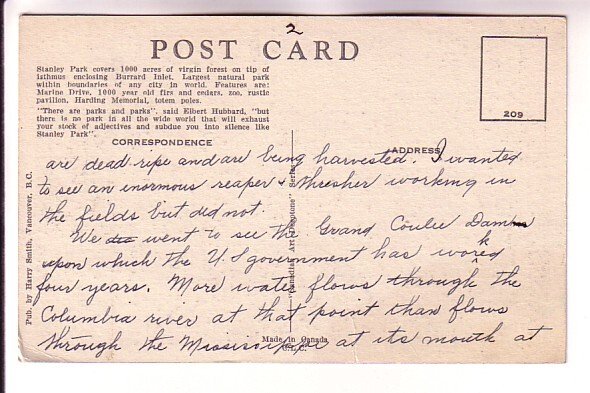 2
POST CARD
Stanley Park covers 1000 acres of virgin forest on tip of
isthmus enclosing Burrard Inlet. Largest natural park
within boundaries of any city in world. Features are:
Marine Drive, 1000 year old firs and cedars, zoo, rustic
pavilion, Harding Memorial, totem poles.
"There are parks and parks", said Elbert Hubbard, "but
there is no park in all the wide world that will exhaust
your stock of adjectives and subdue you into silence like
Stanley Park".
209
CORRESPONDENCE
ADDRESS
are dead ripe and are being harvested. I wanted
to see an inormous reaper & thresher working in
the fields but did not.
We went to see the Grand Coulee Dam
upon which the U.S government has worked
four years. More water flows through the
Columbia river at that point than flows
through the Mississippi at its mouth at
Pub. by Harry Smith, Vancouver, B.C.
Series
Made in Canada